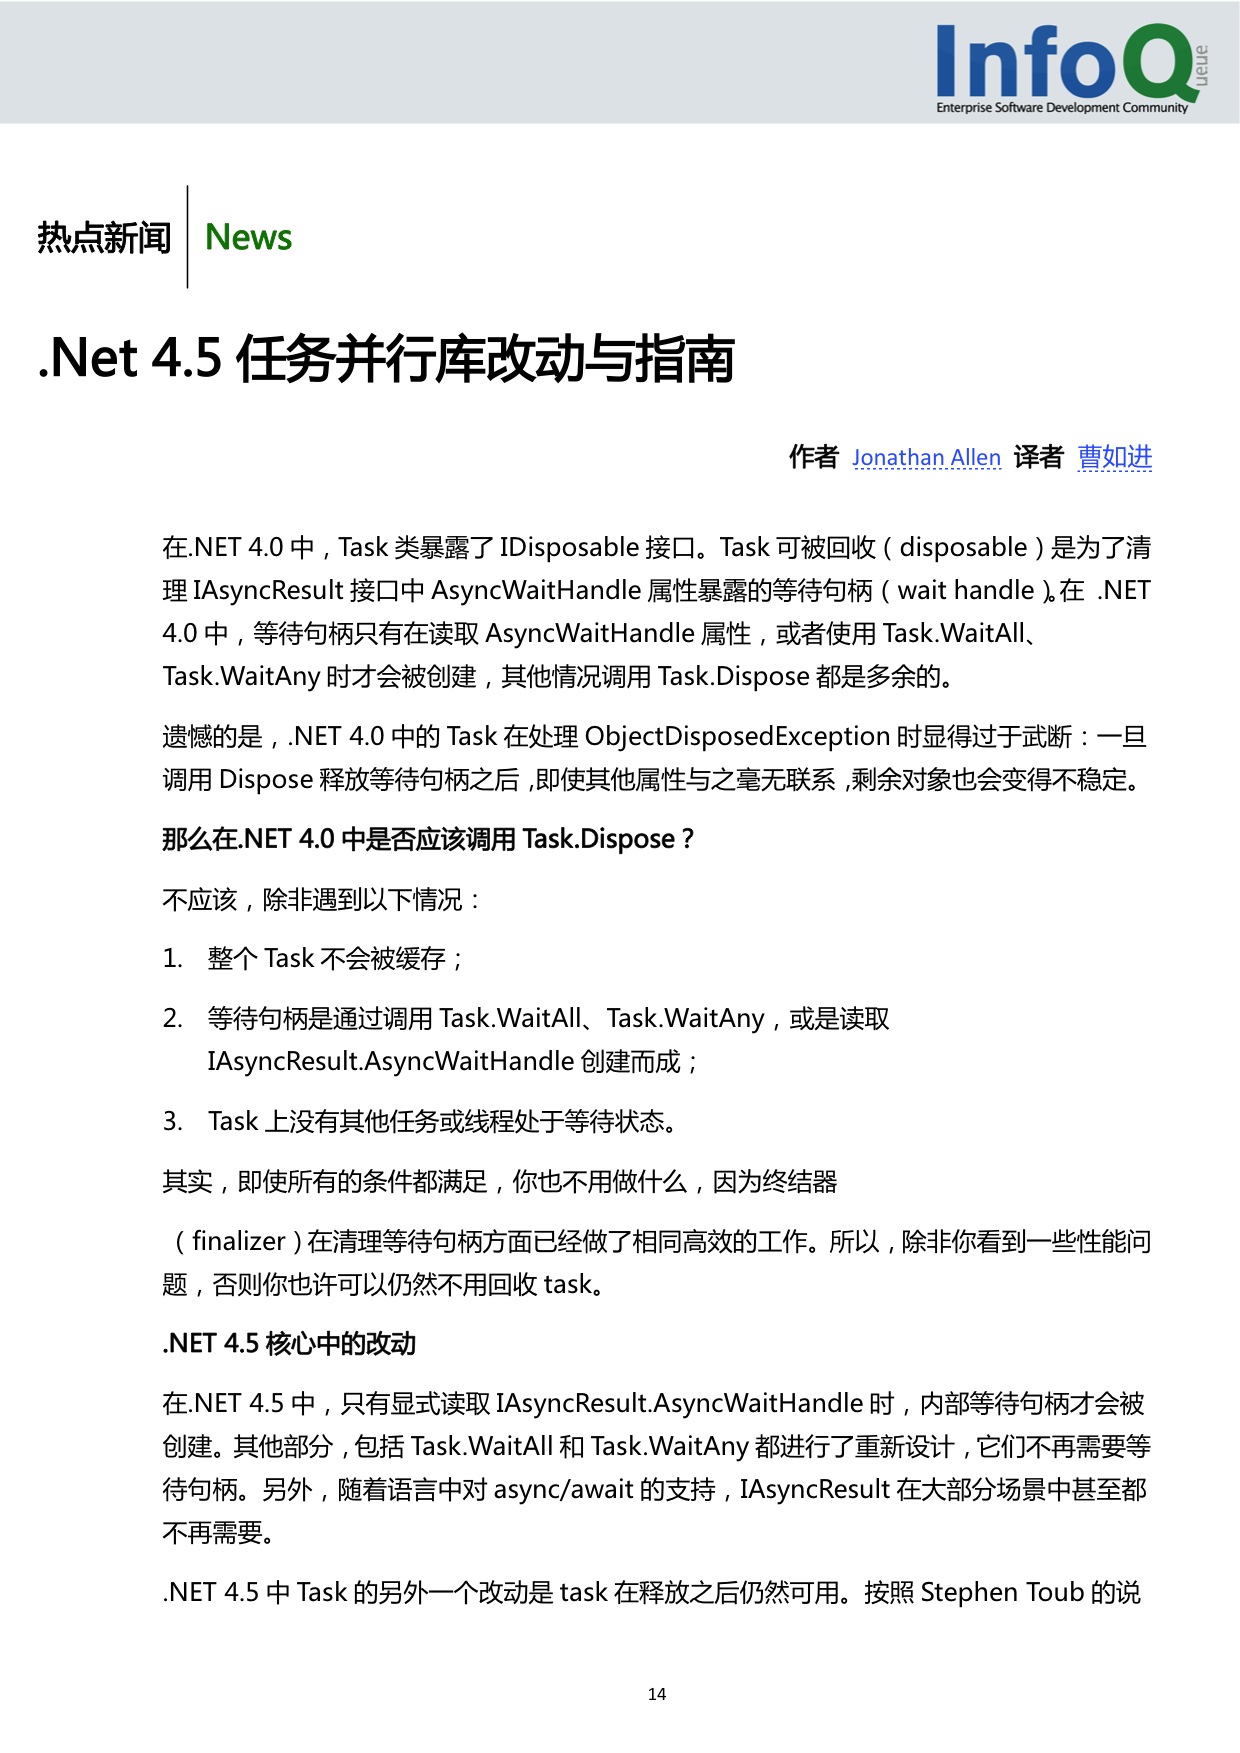 InfoQ
ueue
中文站
Enterprise Software Development Community
热点新闻 News
.Net 4.5 任务并行库改动与指南
作者 Jonathan Allen 译者 曹如进
在.NET 4.0 中，Task 类暴露了 IDisposable 接口。Task 可被回收（disposable）是为了清
理 IAsyncResult 接口中 AsyncWaitHandle 属性暴露的等待句柄（wait handle）。在 .NET
4.0 中，等待句柄只有在读取 AsyncWaitHandle 属性，或者使用 Task.WaitAll、
Task.WaitAny 时才会被创建，其他情况调用 Task.Dispose 都是多余的。
遗憾的是，.NET 4.0 中的 Task 在处理 ObjectDisposedException 时显得过于武断：一旦
调用 Dispose 释放等待句柄之后，即使其他属性与之毫无联系，剩余对象也会变得不稳定。
那么在.NET 4.0 中是否应该调用 Task.Dispose？
不应该，除非遇到以下情况：
1. 整个 Task 不会被缓存；
2. 等待句柄是通过调用 Task.WaitAll、Task.WaitAny，或是读取
IAsyncResult.AsyncWaitHandle 创建而成；
3. Task 上没有其他任务或线程处于等待状态。
其实，即使所有的条件都满足，你也不用做什么，因为终结器
（finalizer）在清理等待句柄方面已经做了相同高效的工作。所以，除非你看到一些性能问
题，否则你也许可以仍然不用回收 task。
.NET 4.5 核心中的改动
在.NET 4.5 中，只有显式读取 IAsyncResult.AsyncWaitHandle 时，内部等待句柄才会被
创建。其他部分，包括 Task.WaitAll 和 Task.WaitAny 都进行了重新设计，它们不再需要等
待句柄。另外，随着语言中对 async/await 的支持，IAsyncResult 在大部分场景中甚至都
不再需要。
.NET 4.5 中 Task 的另外一个改动是 task 在释放之后仍然可用。按照 Stephen Toub 的说
14